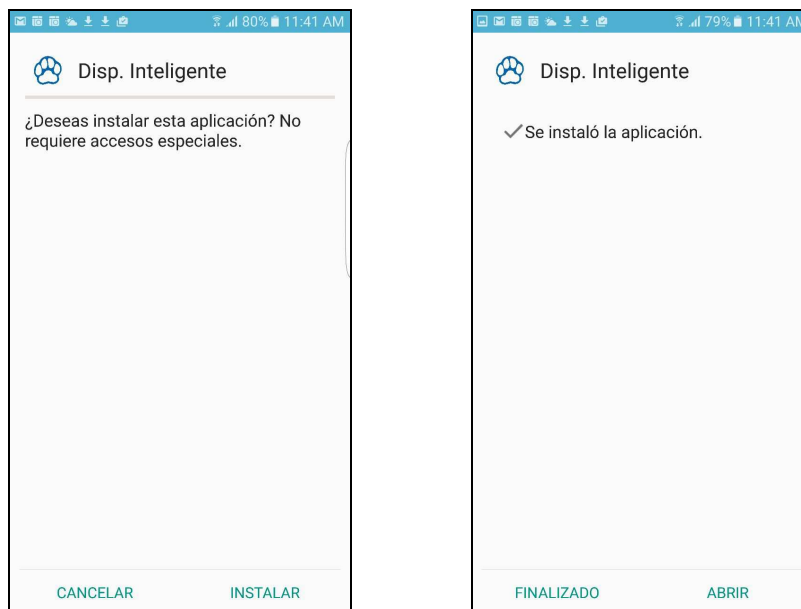 80% 11:41 AM
Disp. Inteligente
¿Deseas instalar esta aplicación? No
requiere accesos especiales.
CANCELAR INSTALAR
79% 11:41 AM
Disp. Inteligente
Se instaló la aplicación.
FINALIZADO ABRIR